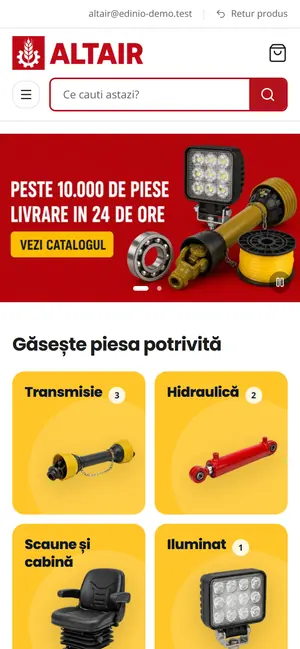 altair@edinio-demo.test
Retur produs
ALTAIR
Ce cauti astazi?
PESTE 10.000 DE PIESE
LIVRARE IN 24 DE ORE
VEZI CATALOGUL
Găsește piesa potrivită
Transmisie 3
Hidraulică 2
Scaune și
cabină
Iluminat 1